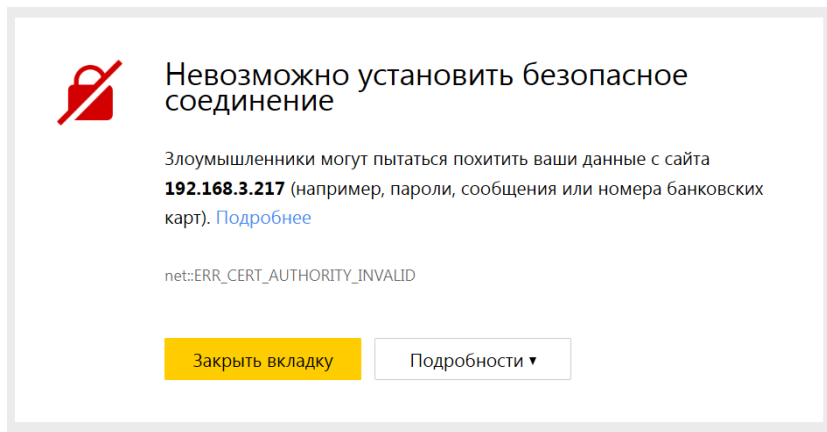 Невозможно установить безопасное
соединение
Злоумышленники могут пытаться похитить ваши данные с сайта
192.168.3.217 (например, пароли, сообщения или номера банковских
карт). Подробнее
net::ERR_CERT_AUTHORITY_INVALID
Закрыть вкладку
Подробности ▾